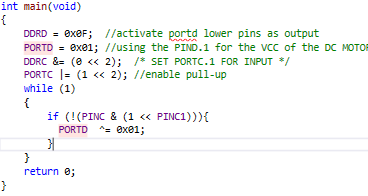 int main(void)
{
DDRD = 0x0F; //activate portd lower pins as output
PORTD = 0x01; //using the PIND.1 for the VCC of the DC MOTOR
DDRC &= (0 << 2); /* SET PORTC.1 FOR INPUT */
PORTC |= (1 << 2); //enable pull-up
while (1)
{
if (!(PINC & (1 << PINC1))){
PORTD ^= 0x01;
}
}
return 0;
}